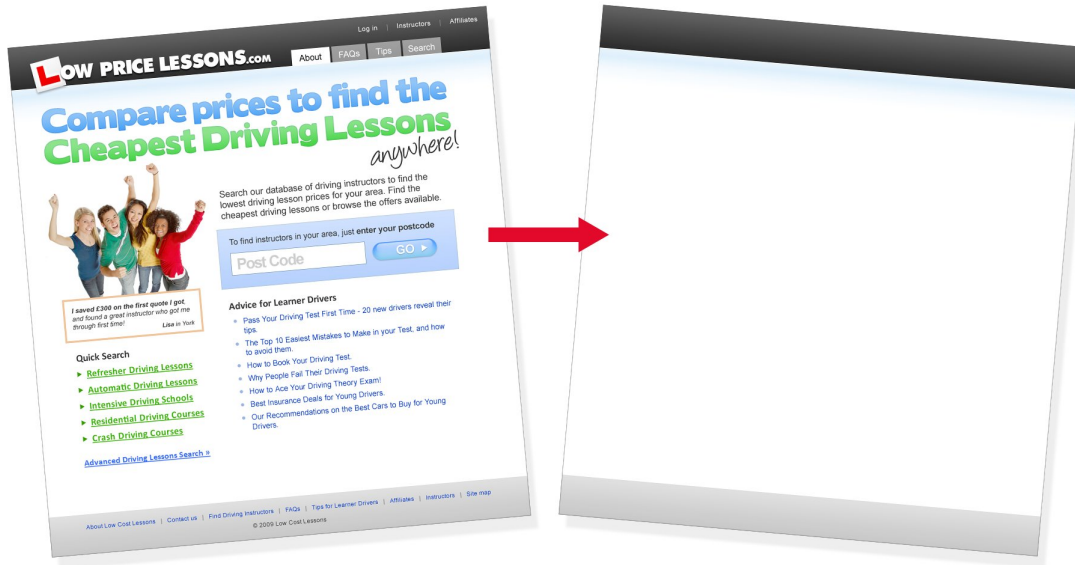 Log in | Instructors | Affiliates
LOW PRICE LESSONS.COM
About FAQs Tips Search
Compare prices to find the
Cheapest Driving Lessons
anywhere!
Search our database of driving instructors to find the
lowest driving lesson prices for your area. Find the
cheapest driving lessons or browse the offers available.
To find instructors in your area, just enter your postcode
Post Code GO
I saved £300 on the first quote I got,
and found a great instructor who got me
through first time!
Lisa in York
Quick Search
Refresher Driving Lessons
Automatic Driving Lessons
Intensive Driving Schools
Residential Driving Courses
Crash Driving Courses
Advanced Driving Lessons Search »
Advice for Learner Drivers
Pass Your Driving Test First Time - 20 new drivers reveal their
tips.
The Top 10 Easiest Mistakes to Make in your Test, and how
to avoid them.
How to Book Your Driving Test.
Why People Fail Their Driving Tests.
How to Ace Your Driving Theory Exam!
Best Insurance Deals for Young Drivers.
Our Recommendations on the Best Cars to Buy for Young
Drivers.
About Low Cost Lessons | Contact us | Find Driving Instructors | FAQs | Tips for Learner Drivers | Affiliates | Instructors | Site map
© 2009 Low Cost Lessons